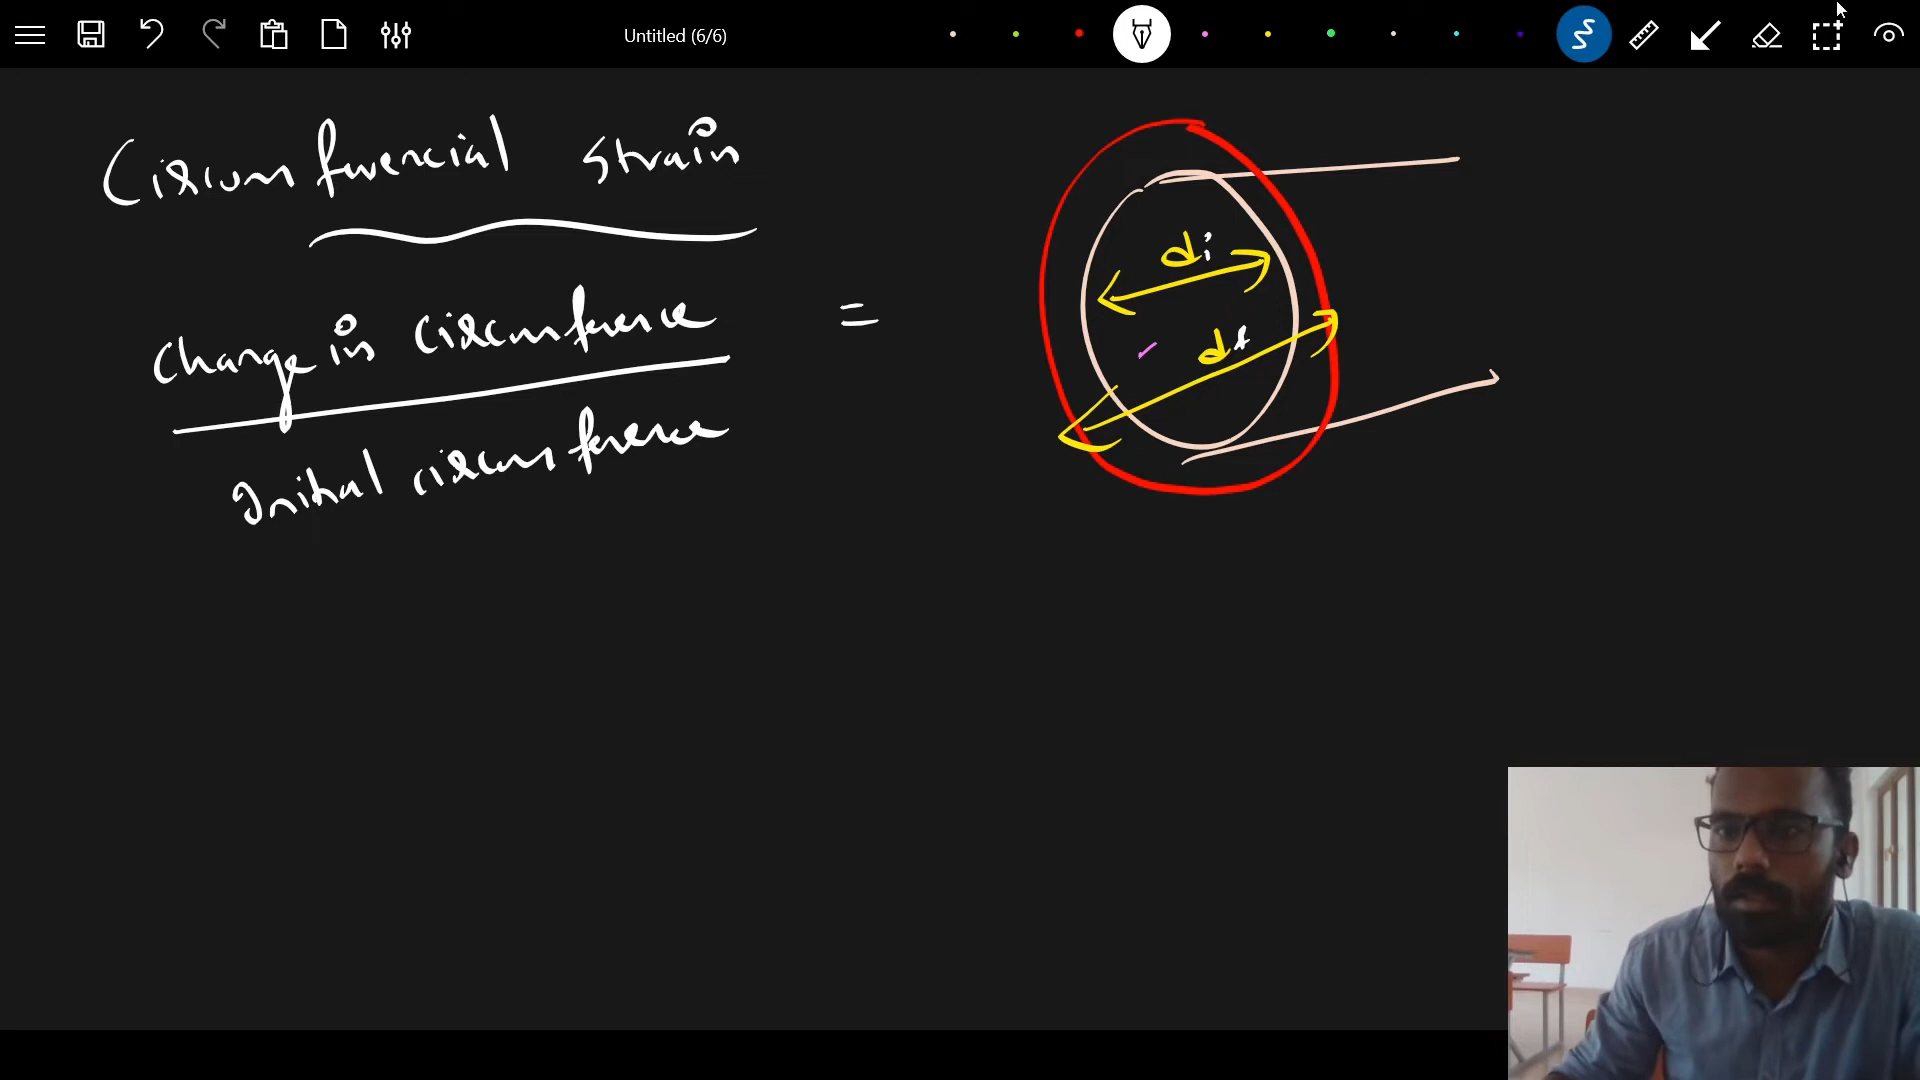 Untitled (6/6)
Circumferencial strain
Change in circumference =
Initial circumference
di
df